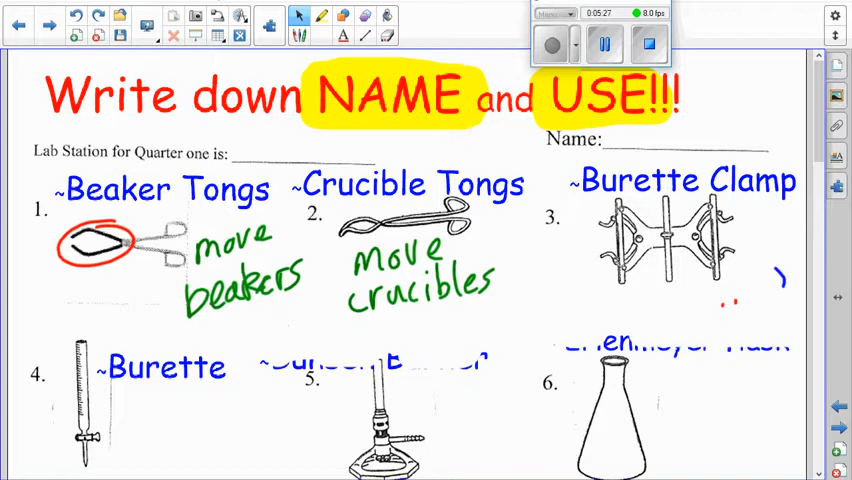 Menu 0:05:27 8.0 fps
Write down NAME and USE!!!
Lab Station for Quarter one is: Name:
~Beaker Tongs ~Crucible Tongs ~Burette Clamp
1. 2. 3.
move beakers
move crucibles
~Burette
4. 5. 6.